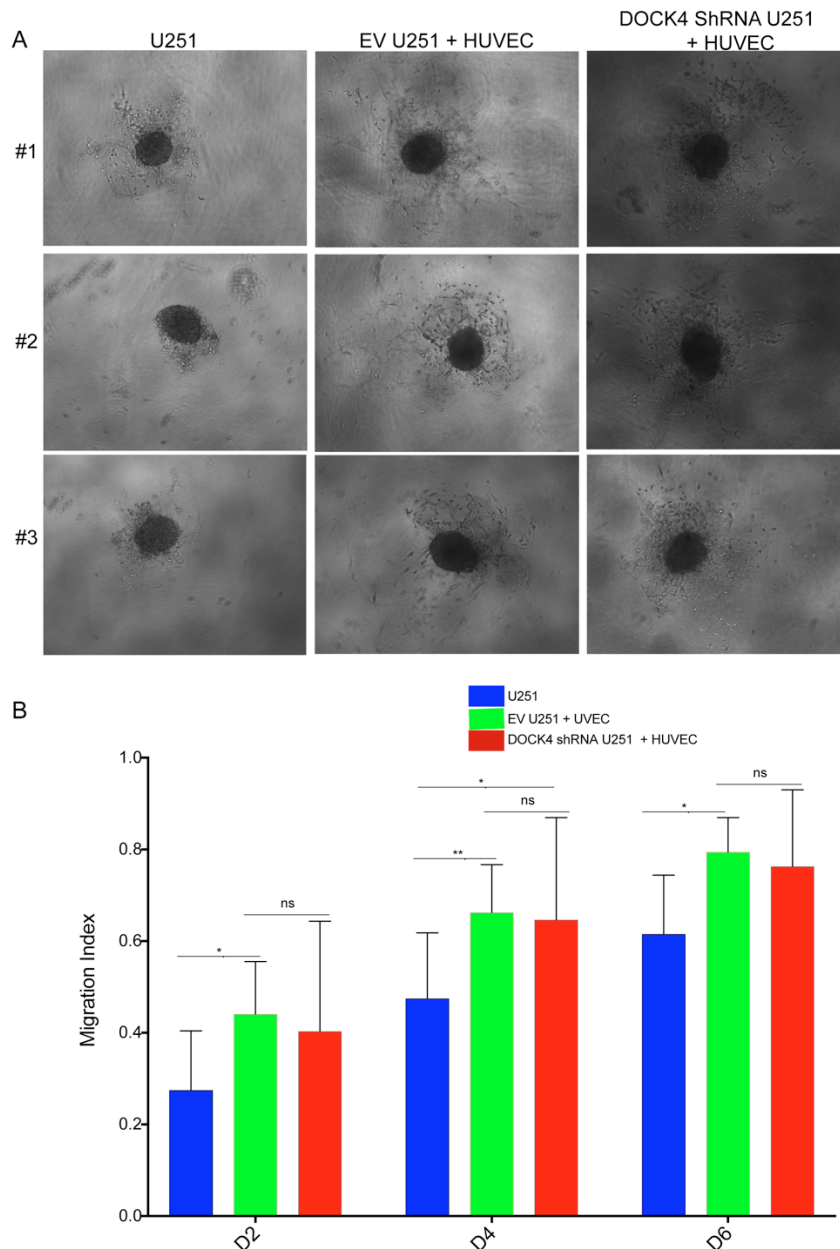 A
U251
EV U251 + HUVEC
DOCK4 ShRNA U251
+ HUVEC
#1
#2
#3
B
U251
EV U251 + UVEC
DOCK4 shRNA U251 + HUVEC
Migration Index
1.0
0.8
0.6
0.4
0.2
0.0
*
ns
*
ns
**
*
ns
D2
D4
D6